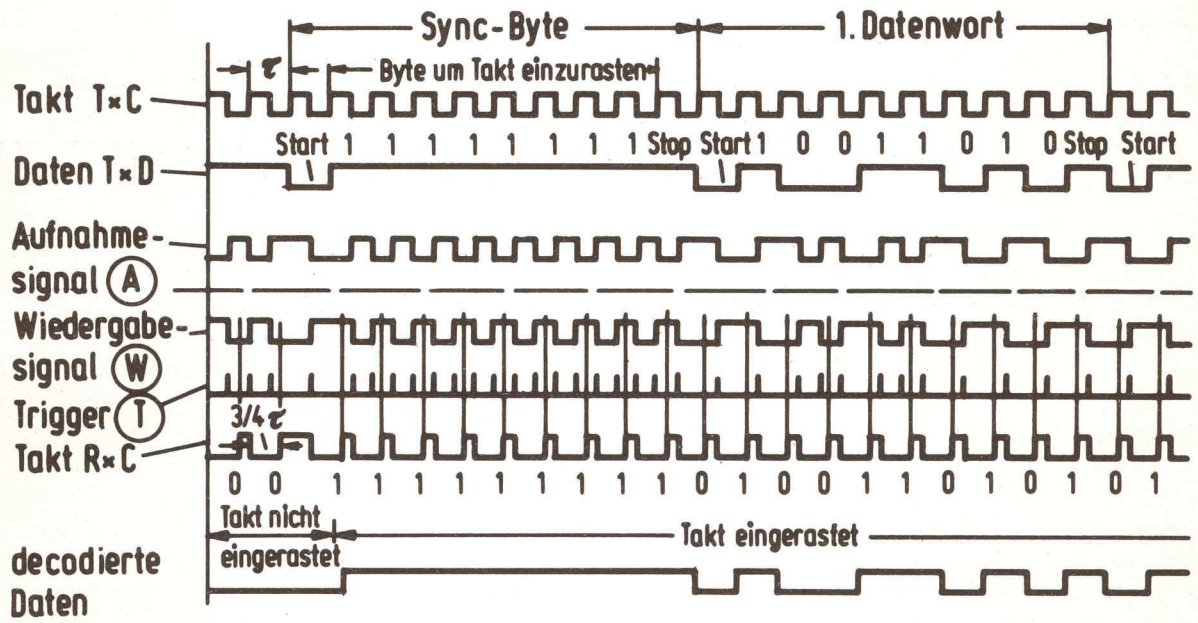 Sync-Byte 1. Datenwort
τ Byte um Takt einzurasten
Takt T×C
Start 1 1 1 1 1 1 1 1 Stop Start 1 0 0 1 1 0 1 0 Stop Start
Daten T×D
Aufnahme-
signal A
Wiedergabe-
signal W
Trigger T
3/4 τ
Takt R×C
0 0 1 1 1 1 1 1 1 1 1 0 1 0 0 1 1 0 1 0 1 0 1
Takt nicht
eingerastet
Takt eingerastet
decodierte
Daten